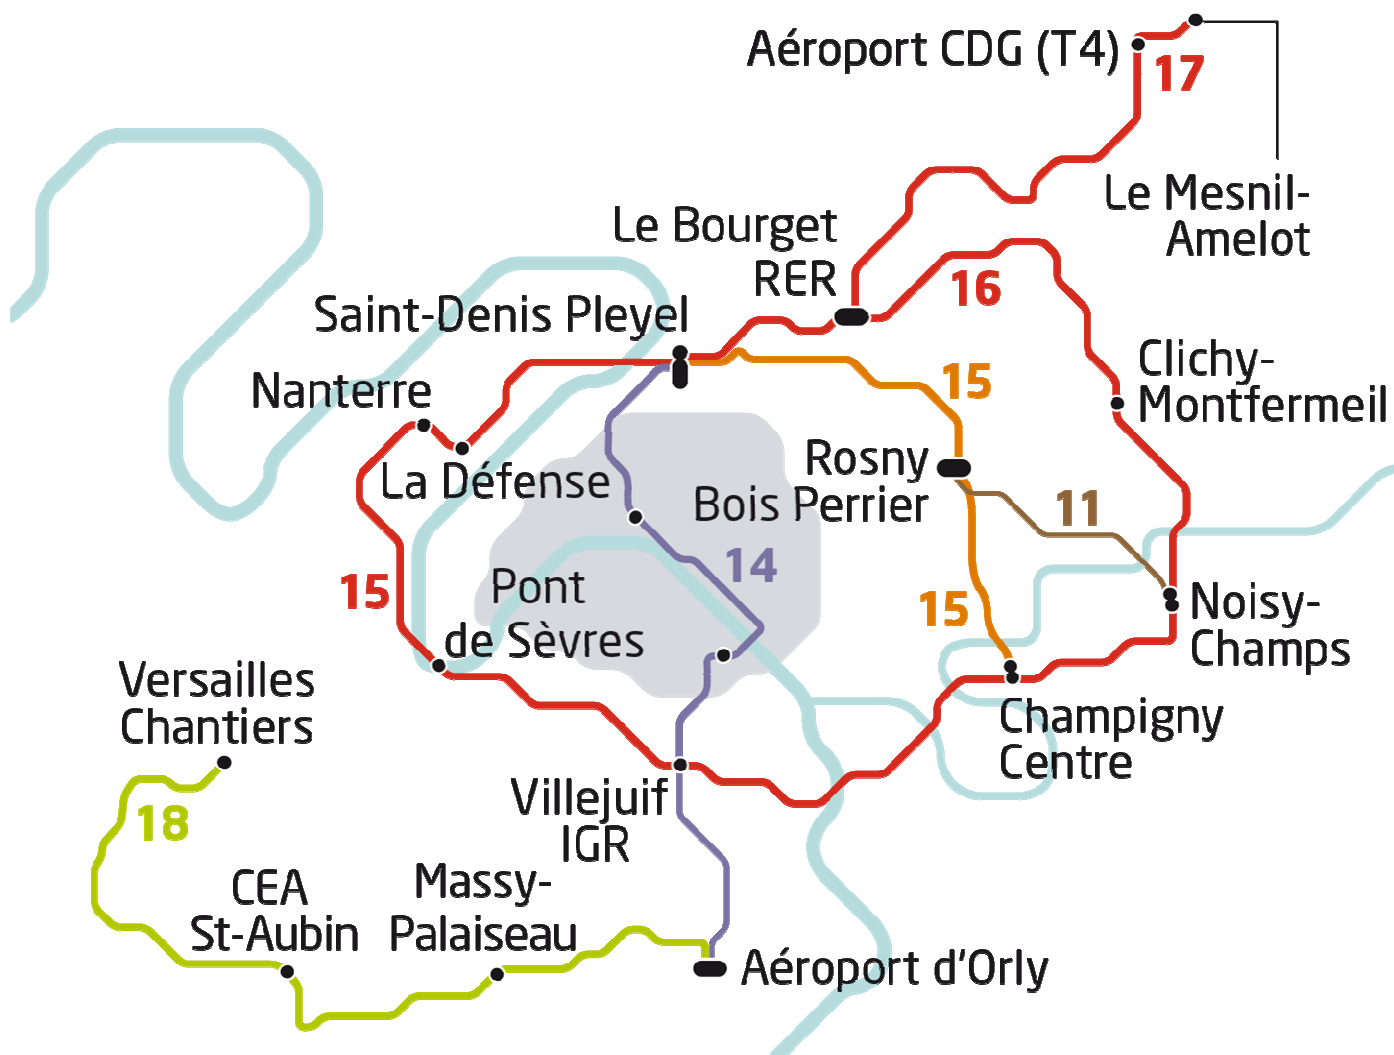 Aéroport CDG (T4)
17
Le Mesnil-
Amelot
Le Bourget
RER
16
Saint-Denis Pleyel
Nanterre
La Défense
15
Clichy-
Montfermeil
Rosny
Bois Perrier
11
14
15
Pont
de Sèvres
15
Noisy-
Champs
Versailles
Chantiers
Champigny
Centre
18
Villejuif
IGR
CEA
St-Aubin
Massy-
Palaiseau
Aéroport d'Orly